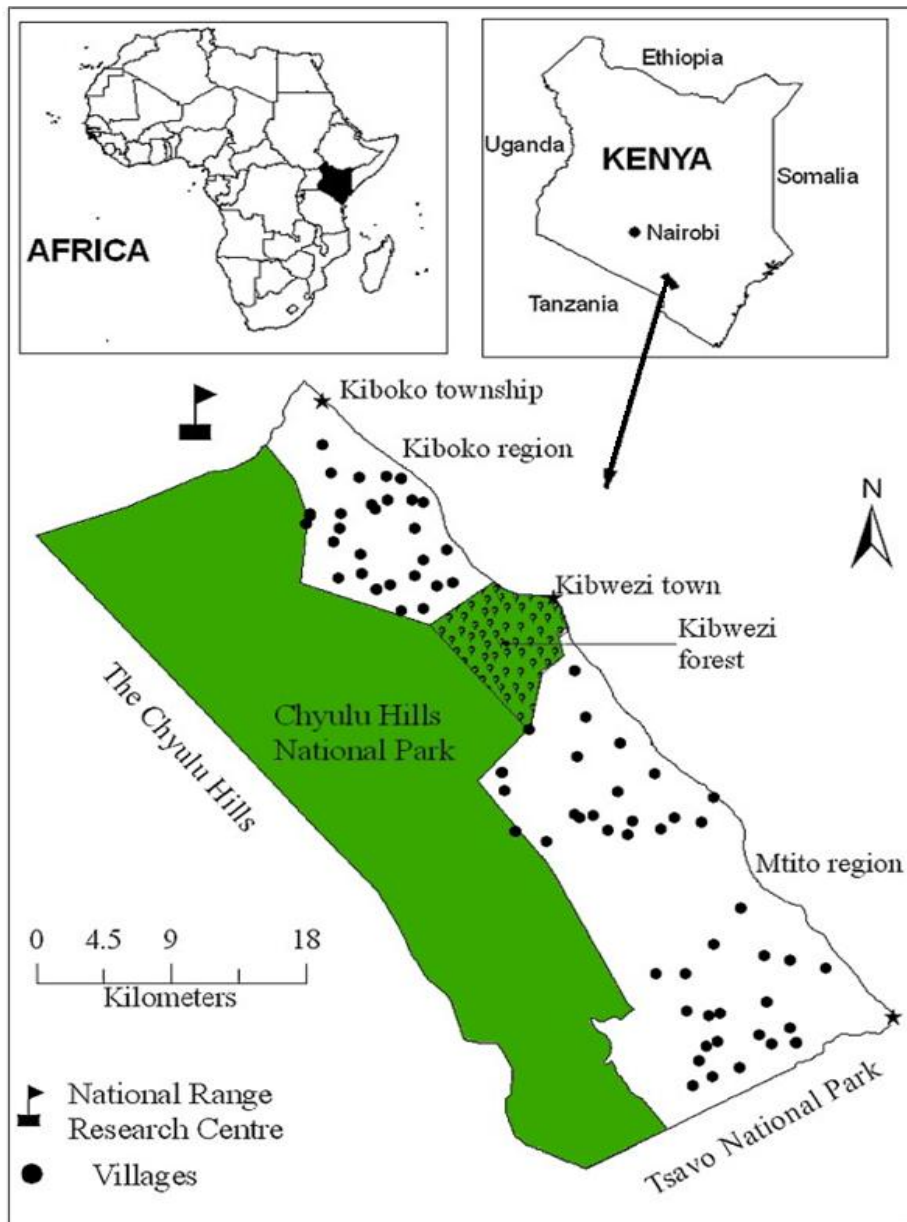 AFRICA
Ethiopia
Uganda
KENYA
Somalia
Nairobi
Tanzania
Kiboko township
Kiboko region
N
Kibwezi town
Kibwezi
forest
Chyulu Hills
National Park
The Chyulu Hills
Mtito region
0 4.5 9 18
Kilometers
Tsavo National Park
National Range
Research Centre
Villages